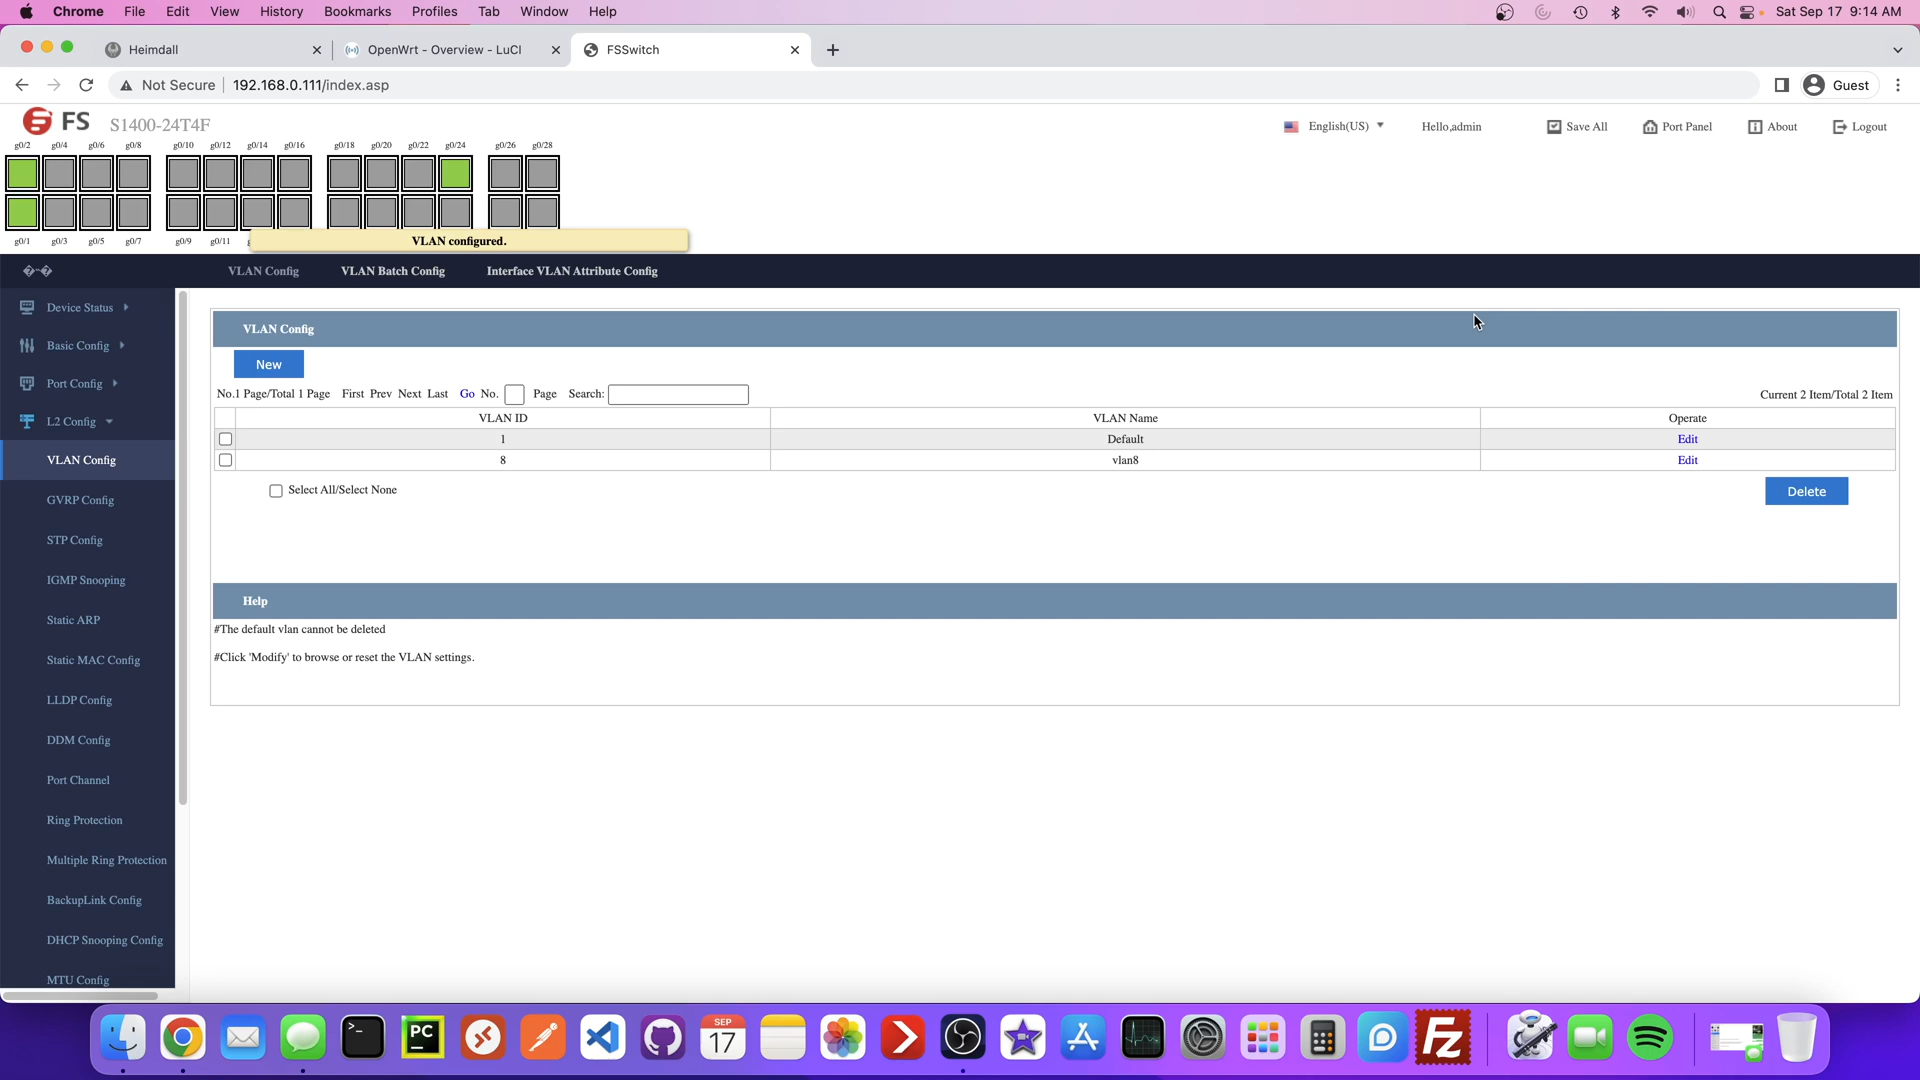 Chrome File Edit View History Bookmarks Profiles Tab Window Help Sat Sep 17 9:14 AM
Heimdall OpenWrt - Overview - LuCI FSSwitch
Not Secure 192.168.0.111/index.asp Guest
FS S1400-24T4F English(US) Hello,admin Save All Port Panel About Logout
g0/2 g0/4 g0/6 g0/8 g0/10 g0/12 g0/14 g0/16 g0/18 g0/20 g0/22 g0/24 g0/26 g0/28
g0/1 g0/3 g0/5 g0/7 g0/9 g0/11 VLAN configured.
�~� VLAN Config VLAN Batch Config Interface VLAN Attribute Config
Device Status
Basic Config
Port Config
L2 Config
VLAN Config
GVRP Config
STP Config
IGMP Snooping
Static ARP
Static MAC Config
LLDP Config
DDM Config
Port Channel
Ring Protection
Multiple Ring Protection
BackupLink Config
DHCP Snooping Config
MTU Config
VLAN Config
New
No.1 Page/Total 1 Page First Prev Next Last Go No. Page Search: Current 2 Item/Total 2 Item
VLAN ID VLAN Name Operate
1 Default Edit
8 vlan8 Edit
Select All/Select None Delete
Help
#The default vlan cannot be deleted
#Click 'Modify' to browse or reset the VLAN settings.
PC
SEP
17
FZ